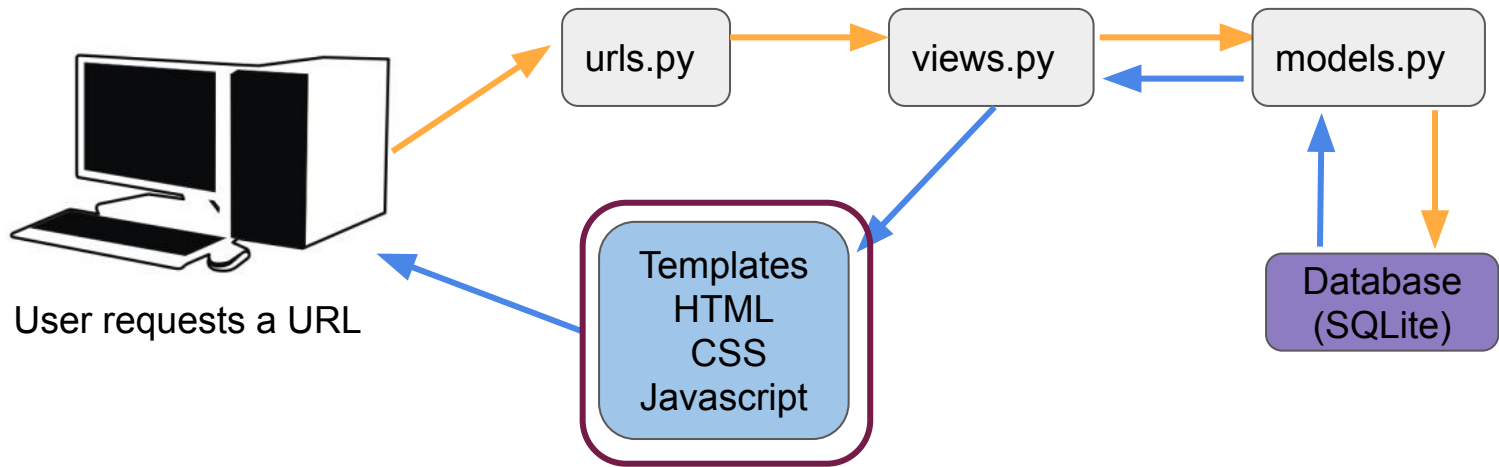 urls.py
views.py
models.py
User requests a URL
Templates
HTML
CSS
Javascript
Database
(SQLite)